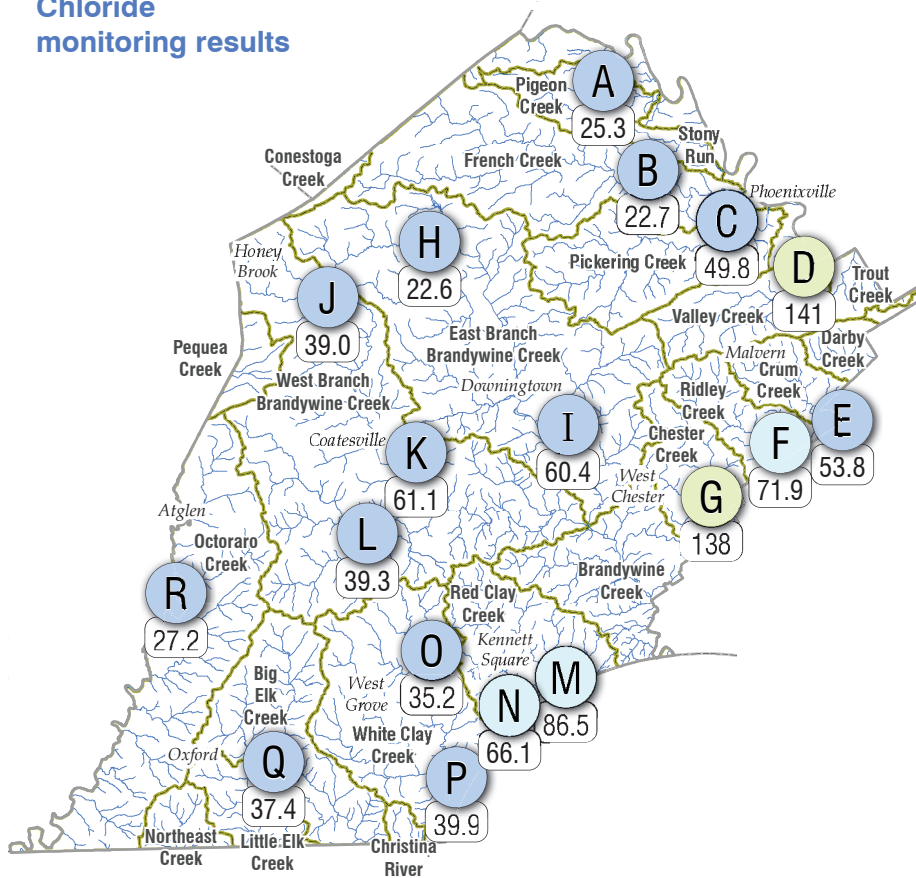 Chloride
monitoring results
A
25.3
Pigeon
Creek
Stony
Run
French Creek
Conestoga
Creek
B
22.7
Phoenixville
C
49.8
Honey
Brook
H
22.6
Pickering Creek
D
141
Trout
Creek
J
39.0
Valley Creek
East Branch
Brandywine Creek
Darby
Creek
Malvern
Crum
Creek
Pequea
Creek
West Branch
Brandywine Creek
Downingtown
Ridley
Creek
I
60.4
E
53.8
F
71.9
Chester
Creek
Coatesville
K
61.1
West
Chester
G
138
Atglen
L
39.3
Octoraro
Creek
R
27.2
Brandywine
Creek
Red Clay
Creek
Kennett
Square
O
35.2
M
86.5
N
66.1
Big
Elk
Creek
West
Grove
White Clay
Creek
Oxford
Q
37.4
P
39.9
Northeast
Creek
Little Elk
Creek
Christina
River